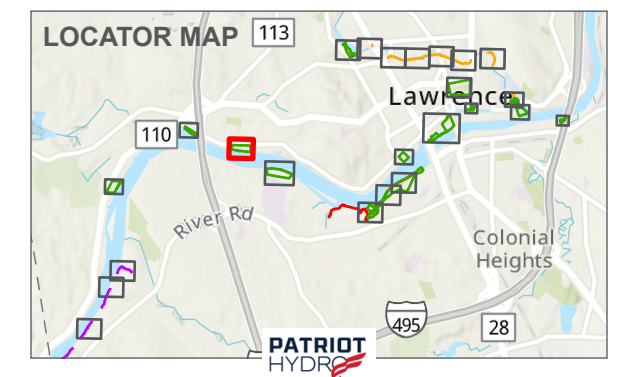 LOCATOR MAP
113
Lawrence
110
River Rd
Colonial
Heights
495
28
PATRIOT
HYDRO